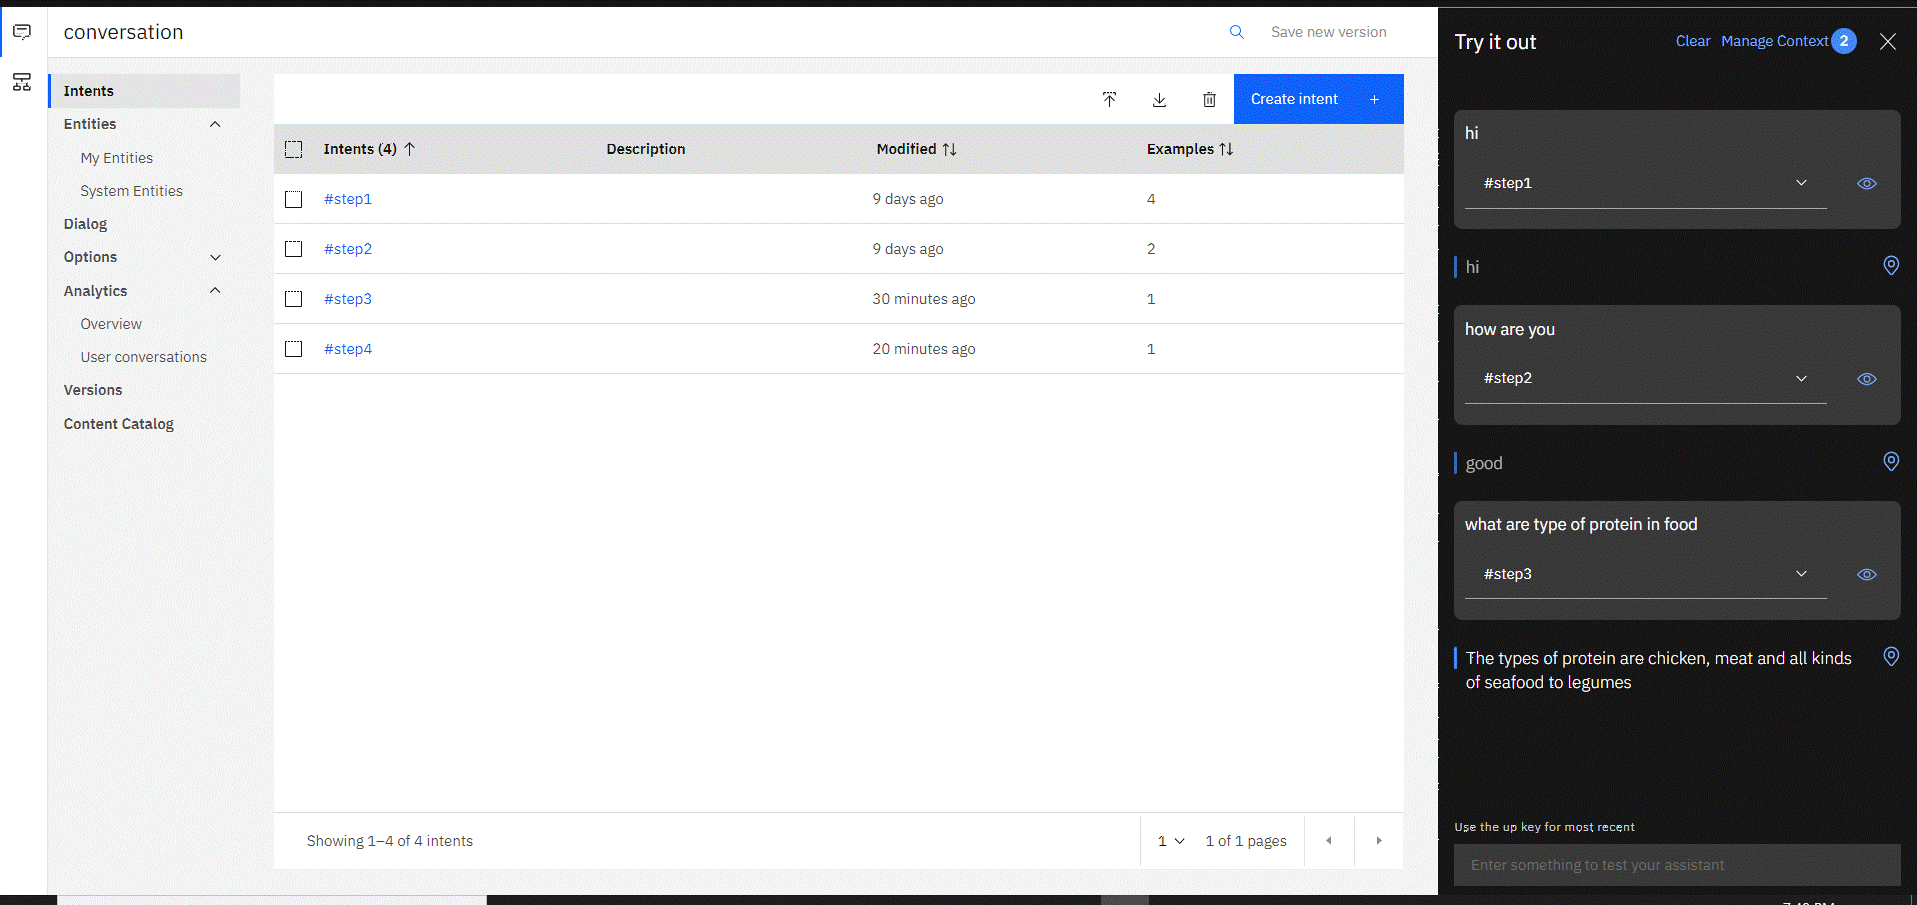 conversation
Save new version
Intents
Entities
My Entities
System Entities
Dialog
Options
Analytics
Overview
User conversations
Versions
Content Catalog
Create intent +
Intents (4) Description Modified Examples
#step1 9 days ago 4
#step2 9 days ago 2
#step3 30 minutes ago 1
#step4 20 minutes ago 1
Showing 1–4 of 4 intents
1 1 of 1 pages
Try it out Clear Manage Context 2
hi
#step1
hi
how are you
#step2
good
what are type of protein in food
#step3
The types of protein are chicken, meat and all kinds
of seafood to legumes
Use the up key for most recent
Enter something to test your assistant